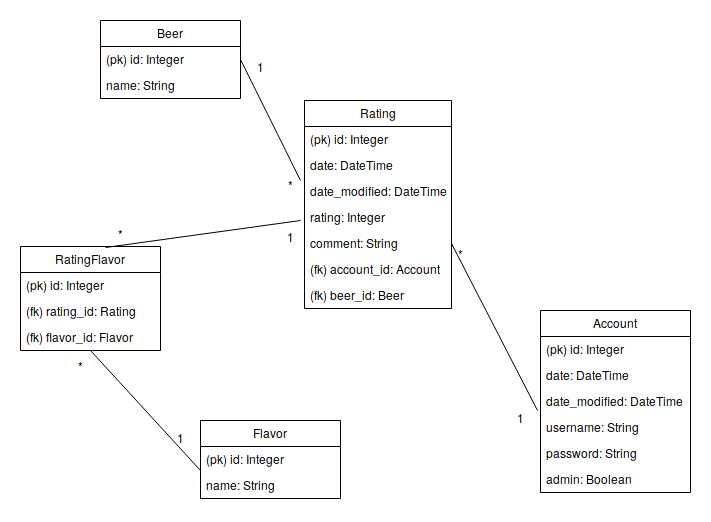 Beer
(pk) id: Integer
name: String
1
*
Rating
(pk) id: Integer
date: DateTime
date_modified: DateTime
rating: Integer
comment: String
(fk) account_id: Account
(fk) beer_id: Beer
*
1
RatingFlavor
(pk) id: Integer
(fk) rating_id: Rating
(fk) flavor_id: Flavor
*
1
Flavor
(pk) id: Integer
name: String
*
1
Account
(pk) id: Integer
date: DateTime
date_modified: DateTime
username: String
password: String
admin: Boolean